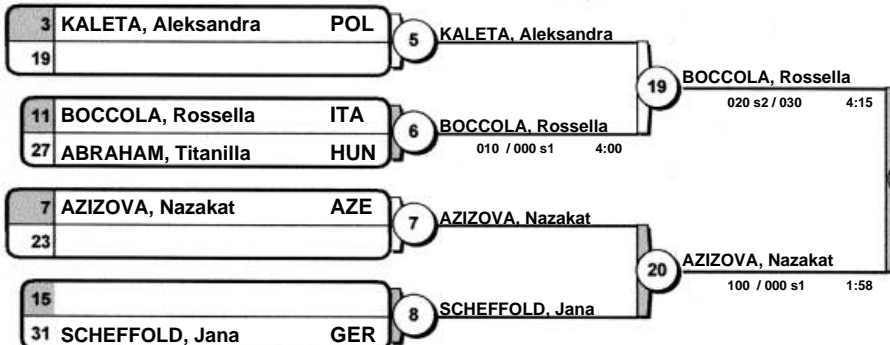 3 KALETA, Aleksandra POL
19
5
KALETA, Aleksandra
19
BOCCOLA, Rossella
020 s2 / 030 4:15
11 BOCCOLA, Rossella ITA
27 ABRAHAM, Titanilla HUN
6
BOCCOLA, Rossella
010 / 000 s1 4:00
7 AZIZOVA, Nazakat AZE
23
7
AZIZOVA, Nazakat
20
AZIZOVA, Nazakat
100 / 000 s1 1:58
15
31 SCHEFFOLD, Jana GER
8
SCHEFFOLD, Jana